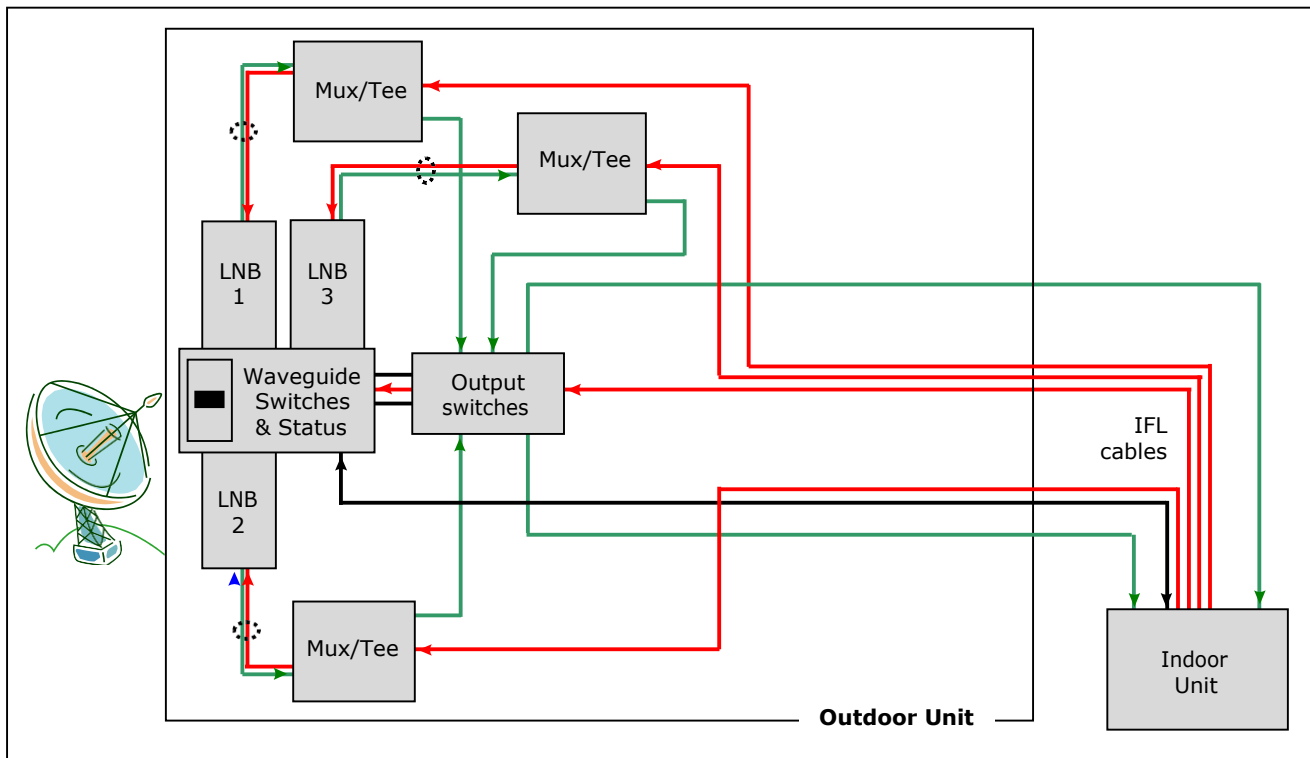 Mux/Tee
Mux/Tee
LNB
1
LNB
3
Waveguide
Switches
& Status
Output
switches
IFL
cables
LNB
2
Mux/Tee
Indoor
Unit
Outdoor Unit